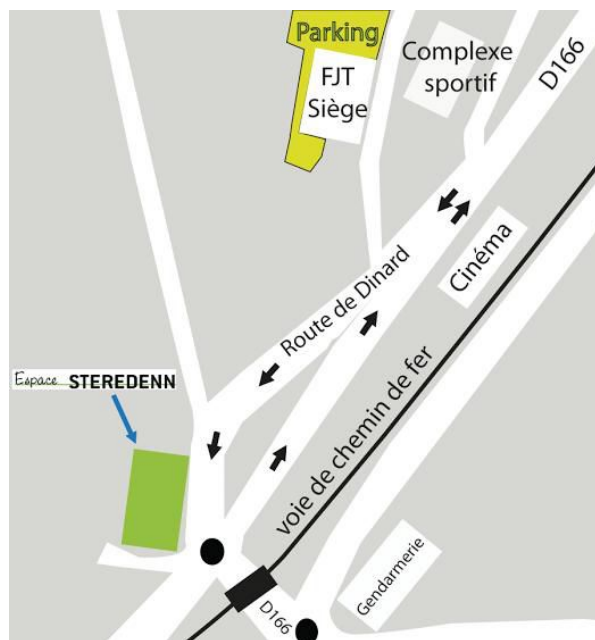 Parking
FJT
Siège
Complexe
sportif
D166
Cinéma
Route de Dinard
Espace STEREDENN
voie de chemin de fer
Gendarmerie
D166